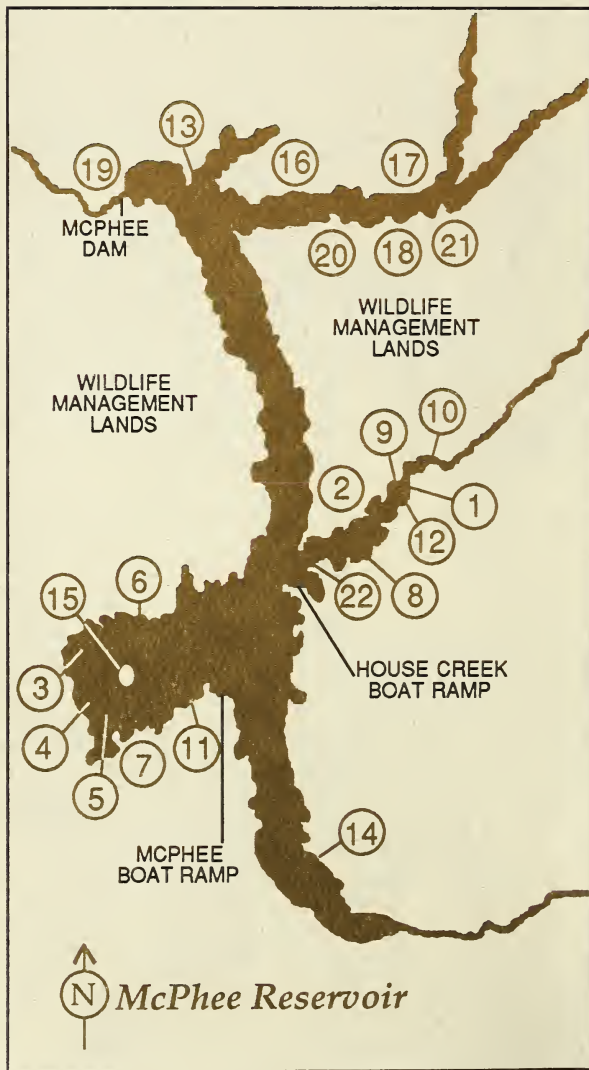 13
16
17
19
MCPHEE
DAM
20
18
21
WILDLIFE
MANAGEMENT
LANDS
WILDLIFE
MANAGEMENT
LANDS
9
10
2
1
12
6
22
8
15
3
HOUSE CREEK
BOAT RAMP
4
7
11
5
14
MCPHEE
BOAT RAMP
N McPhee Reservoir